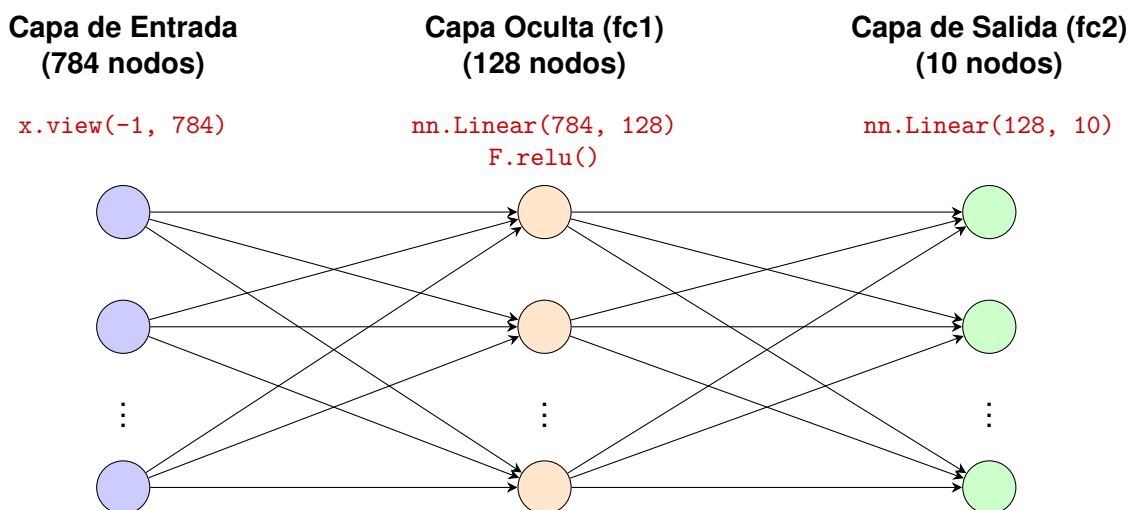 Capa de Entrada
(784 nodos)
Capa Oculta (fc1)
(128 nodos)
Capa de Salida (fc2)
(10 nodos)
x.view(-1, 784)
nn.Linear(784, 128)
F.relu()
nn.Linear(128, 10)